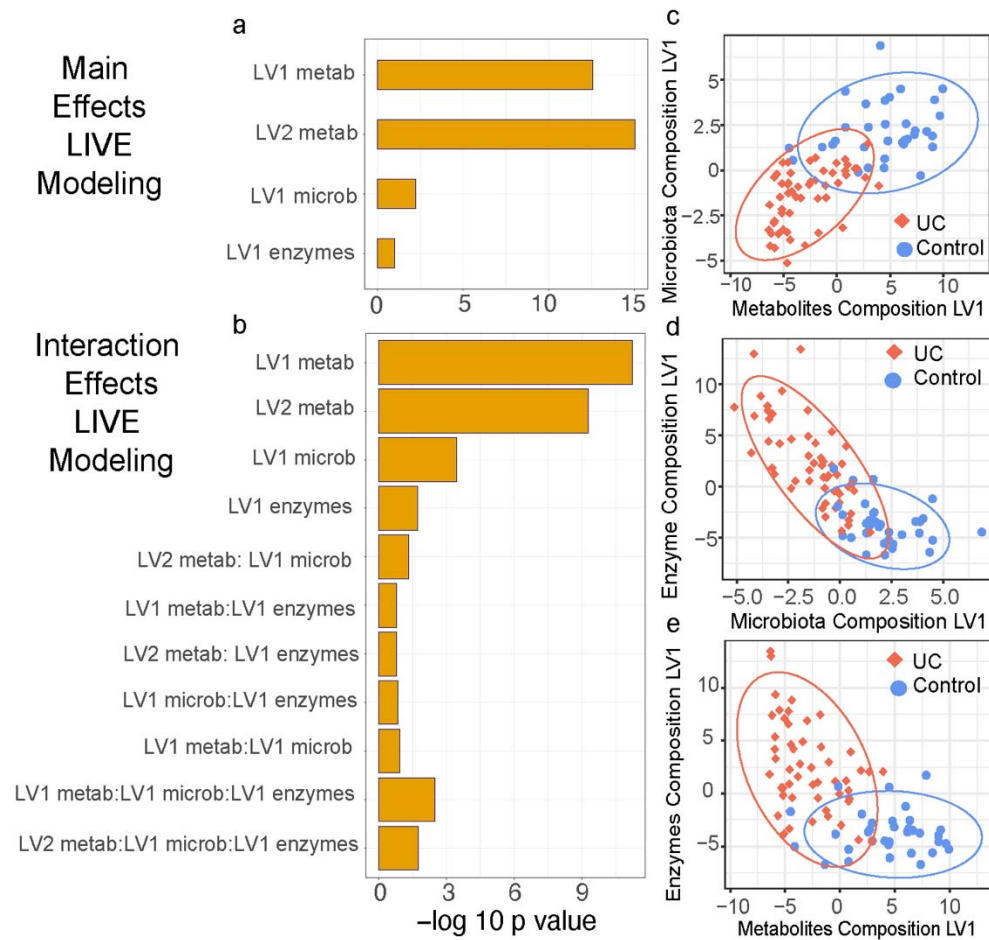 a
Main
Effects
LIVE
Modeling
LV1 metab
LV2 metab
LV1 microb
LV1 enzymes
0 5 10 15
b
Interaction
Effects
LIVE
Modeling
LV1 metab
LV2 metab
LV1 microb
LV1 enzymes
LV2 metab: LV1 microb
LV1 metab:LV1 enzymes
LV2 metab: LV1 enzymes
LV1 microb:LV1 enzymes
LV1 metab:LV1 microb
LV1 metab:LV1 microb:LV1 enzymes
LV2 metab:LV1 microb:LV1 enzymes
0 3 6 9
−log 10 p value
c
Microbiota Composition LV1
5.0
2.5
0
−2.5
−5
UC
Control
−10 −5 0 5 10
Metabolites Composition LV1
d
Enzyme Composition LV1
10
5
0
−5
UC
Control
−5.0 −2.5 0.0 2.5 5.0
Microbiota Composition LV1
e
Enzymes Composition LV1
10
5
0
−5
UC
Control
−10 −5 0 5 10
Metabolites Composition LV1